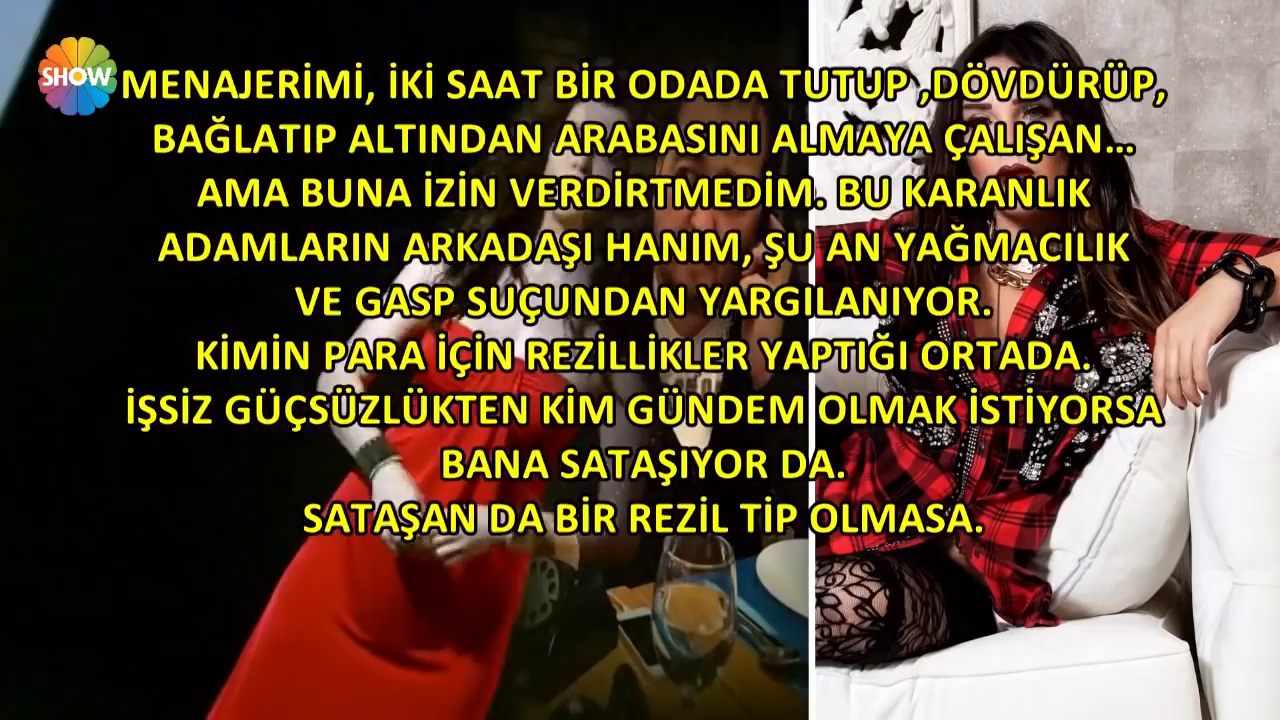 SHOW
MENAJERİMİ, İKİ SAAT BİR ODADA TUTUP ,DÖVDÜRÜP,
BAĞLATIP ALTINDAN ARABASINI ALMAYA ÇALIŞAN...
AMA BUNA İZİN VERDİRTMEDİM. BU KARANLIK
ADAMLARIN ARKADAŞI HANIM, ŞU AN YAĞMACILIK
VE GASP SUÇUNDAN YARGILANIYOR.
KİMİN PARA İÇİN REZİLLİKLER YAPTIĞI ORTADA.
İŞSİZ GÜÇSÜZLÜKTEN KİM GÜNDEM OLMAK İSTİYORSA
BANA SATAŞIYOR DA.
SATAŞAN DA BİR REZİL TİP OLMASA.